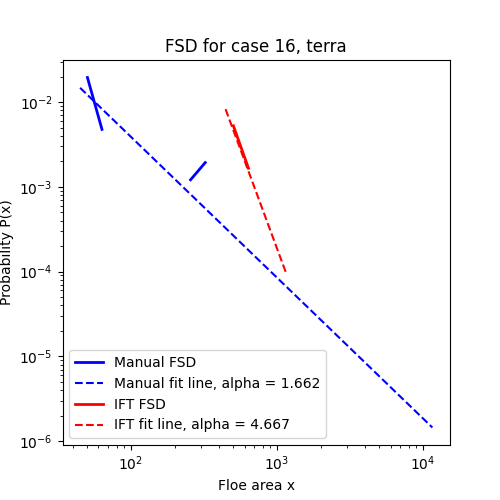 FSD for case 16, terra
Probability P(x)
10⁻²
10⁻³
10⁻⁴
10⁻⁵
10⁻⁶
Manual FSD
Manual fit line, alpha = 1.662
IFT FSD
IFT fit line, alpha = 4.667
10² 10³ 10⁴
Floe area x